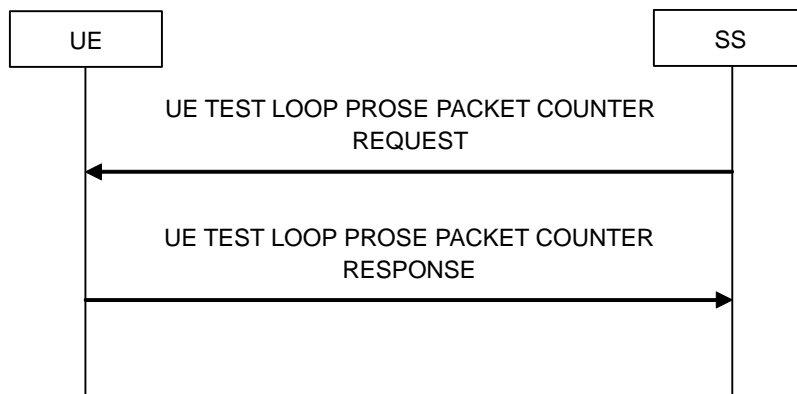 UE
SS
UE TEST LOOP PROSE PACKET COUNTER
REQUEST
UE TEST LOOP PROSE PACKET COUNTER
RESPONSE